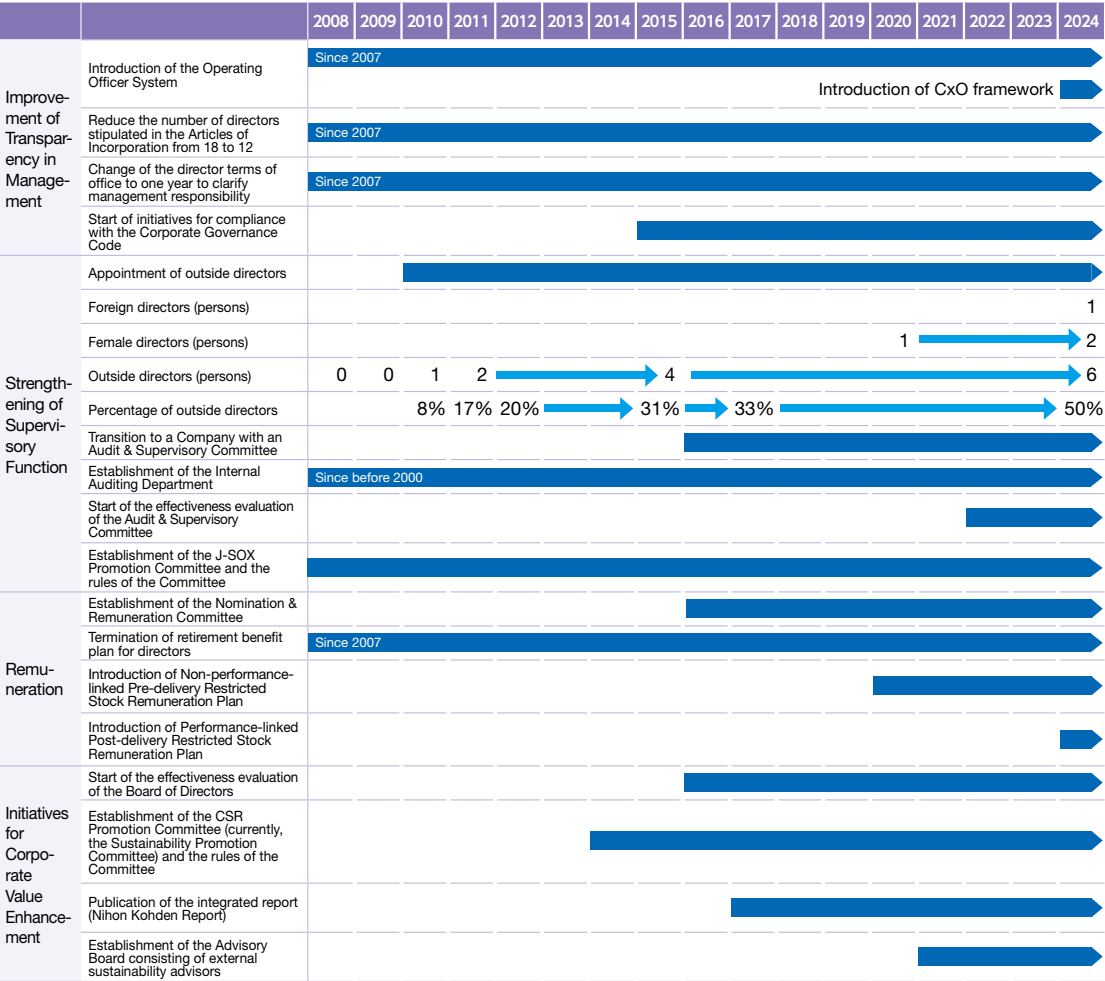 2008 2009 2010 2011 2012 2013 2014 2015 2016 2017 2018 2019 2020 2021 2022 2023 2024
Improve-
ment of
Transpar-
ency in
Manage-
ment
Introduction of the Operating
Officer System
Since 2007
Introduction of CxO framework
Reduce the number of directors
stipulated in the Articles of
Incorporation from 18 to 12
Since 2007
Change of the director terms of
office to one year to clarify
management responsibility
Since 2007
Start of initiatives for compliance
with the Corporate Governance
Code
Strength-
ening of
Supervi-
sory
Function
Appointment of outside directors
Foreign directors (persons)
1
Female directors (persons)
1 2
Outside directors (persons)
0 0 1 2 4 6
Percentage of outside directors
8% 17% 20% 31% 33% 50%
Transition to a Company with an
Audit & Supervisory Committee
Establishment of the Internal
Auditing Department
Since before 2000
Start of the effectiveness evaluation
of the Audit & Supervisory
Committee
Establishment of the J-SOX
Promotion Committee and the
rules of the Committee
Remu-
neration
Establishment of the Nomination &
Remuneration Committee
Termination of retirement benefit
plan for directors
Since 2007
Introduction of Non-performance-
linked Pre-delivery Restricted
Stock Remuneration Plan
Introduction of Performance-linked
Post-delivery Restricted Stock
Remuneration Plan
Initiatives
for
Corpo-
rate
Value
Enhance-
ment
Start of the effectiveness evaluation
of the Board of Directors
Establishment of the CSR
Promotion Committee (currently,
the Sustainability Promotion
Committee) and the rules of the
Committee
Publication of the integrated report
(Nihon Kohden Report)
Establishment of the Advisory
Board consisting of external
sustainability advisors